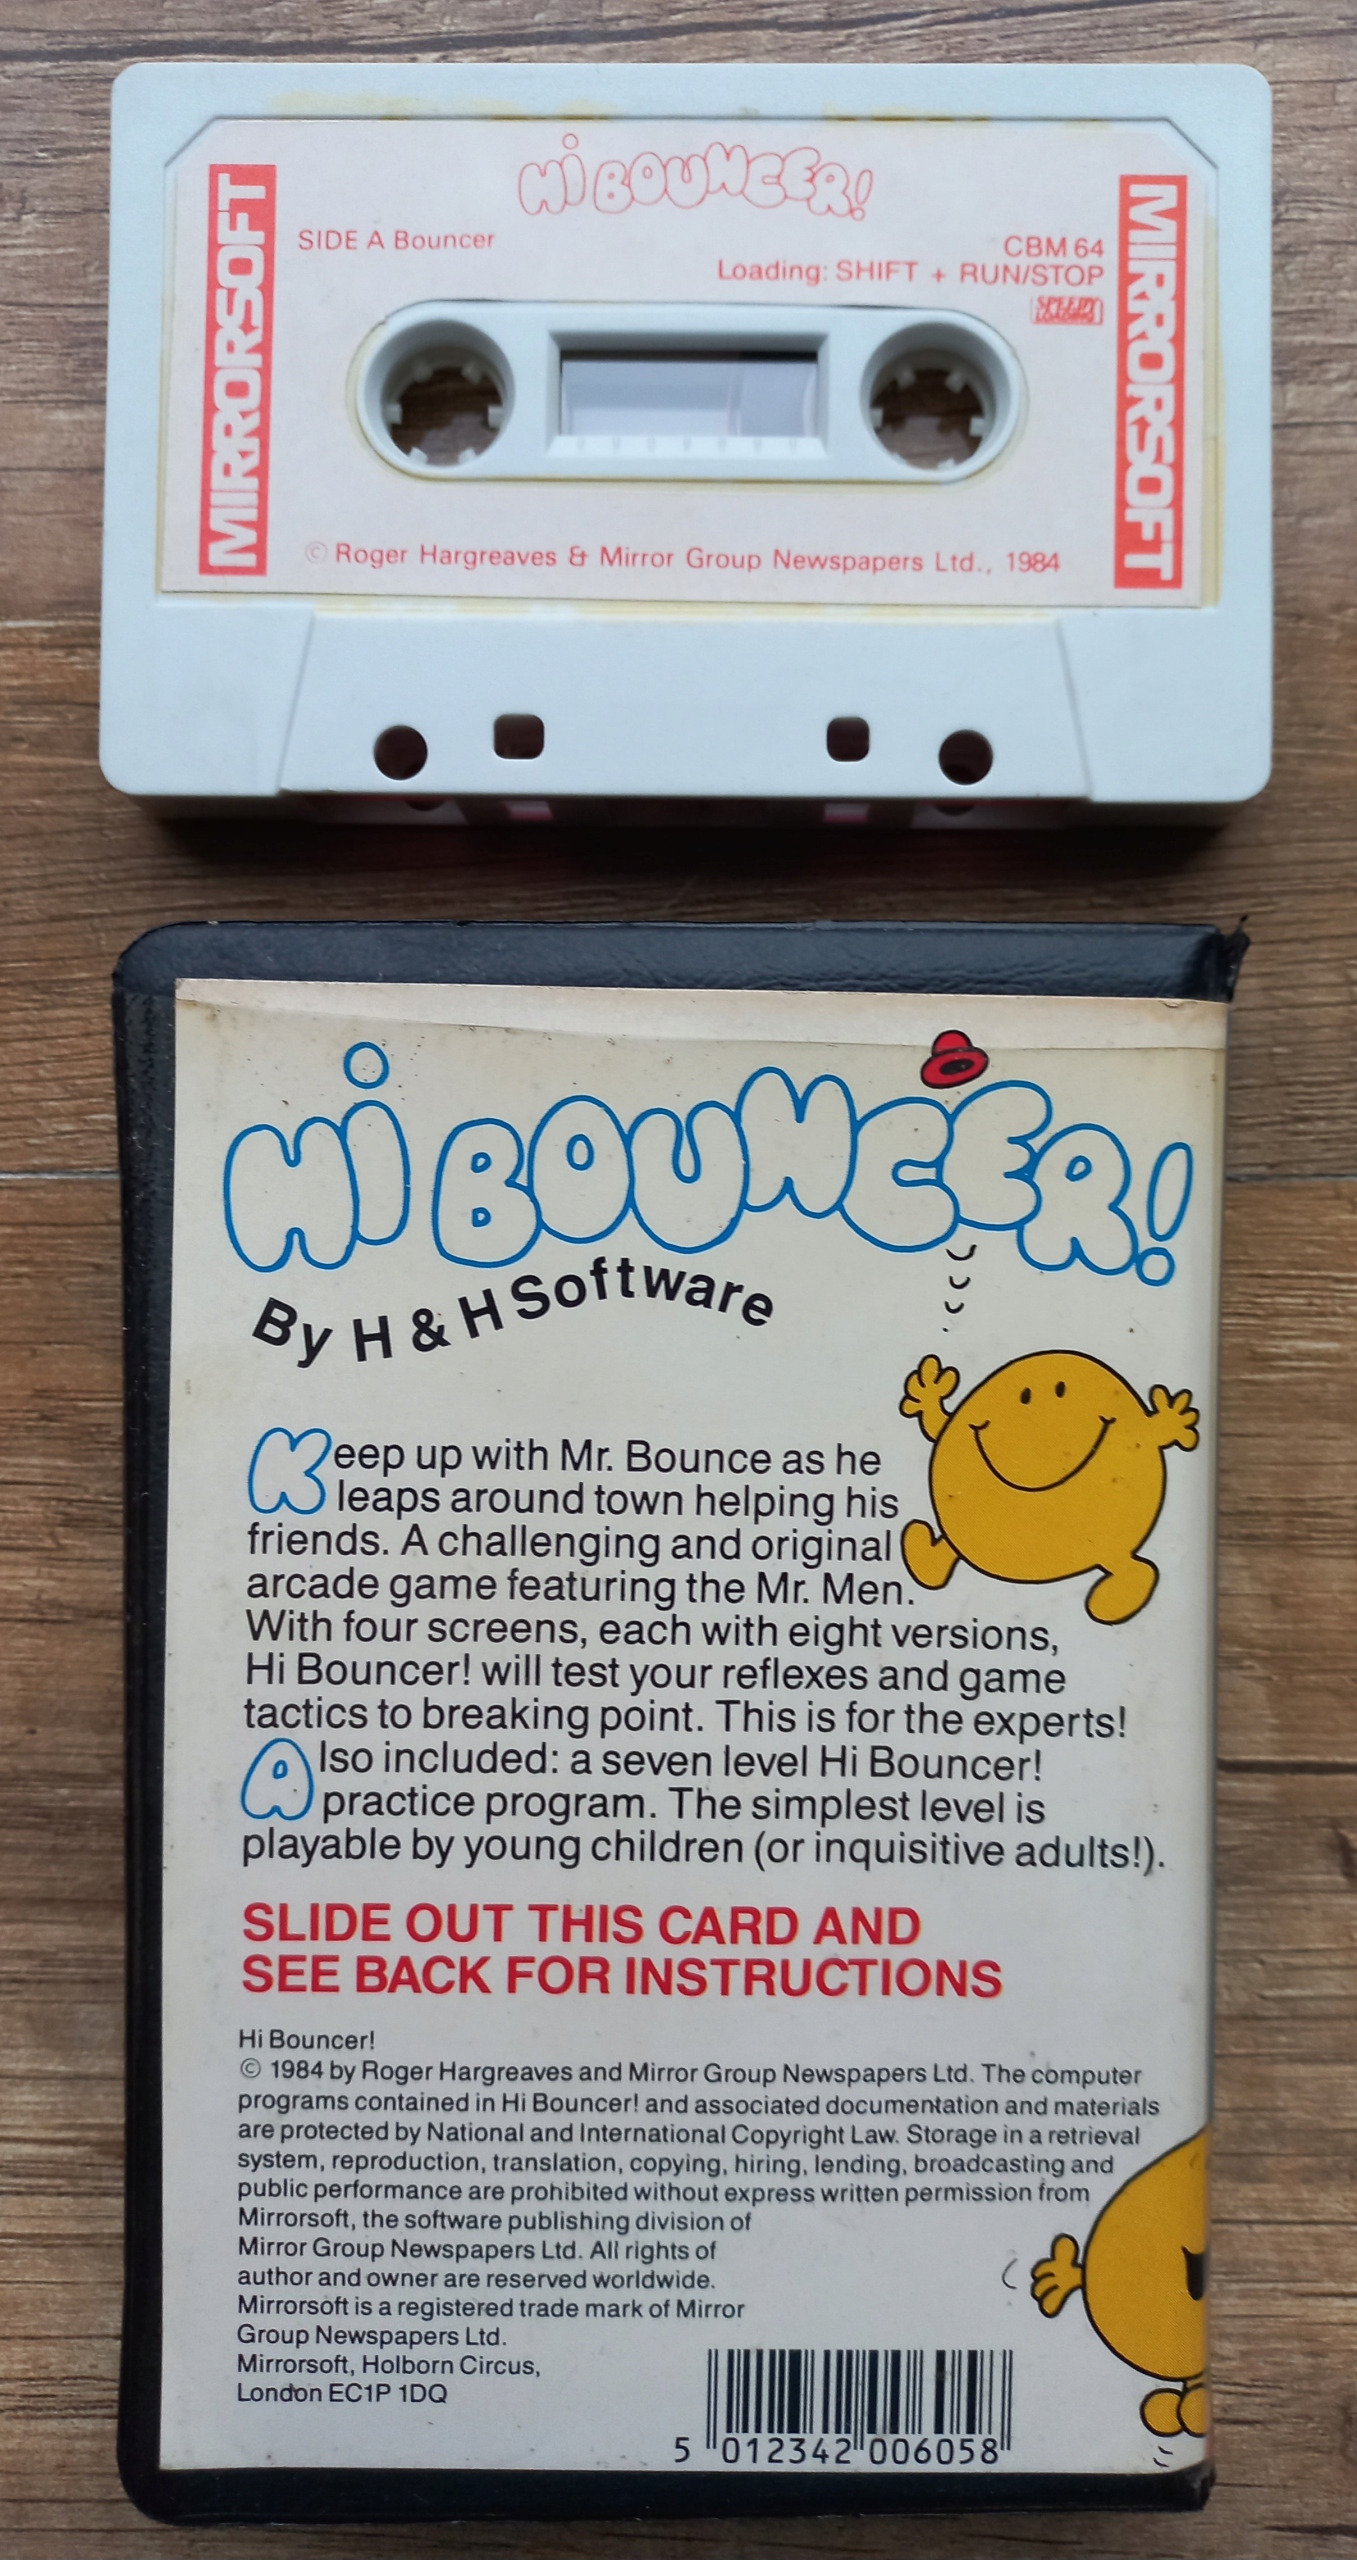 HI BOUNCER!
MIRRORSOFT
SIDE A Bouncer
CBM 64
Loading: SHIFT + RUN/STOP
SPEEDY
LOADING
MIRRORSOFT
© Roger Hargreaves & Mirror Group Newspapers Ltd., 1984
HI BOUNCER!
By H & H Software
Keep up with Mr. Bounce as he
leaps around town helping his
friends. A challenging and original
arcade game featuring the Mr. Men.
With four screens, each with eight versions,
Hi Bouncer! will test your reflexes and game
tactics to breaking point. This is for the experts!
Also included: a seven level Hi Bouncer!
practice program. The simplest level is
playable by young children (or inquisitive adults!).
SLIDE OUT THIS CARD AND
SEE BACK FOR INSTRUCTIONS
Hi Bouncer!
© 1984 by Roger Hargreaves and Mirror Group Newspapers Ltd. The computer
programs contained in Hi Bouncer! and associated documentation and materials
are protected by National and International Copyright Law. Storage in a retrieval
system, reproduction, translation, copying, hiring, lending, broadcasting and
public performance are prohibited without express written permission from
Mirrorsoft, the software publishing division of
Mirror Group Newspapers Ltd. All rights of
author and owner are reserved worldwide.
Mirrorsoft is a registered trade mark of Mirror
Group Newspapers Ltd.
Mirrorsoft, Holborn Circus,
London EC1P 1DQ
5 012342 006058